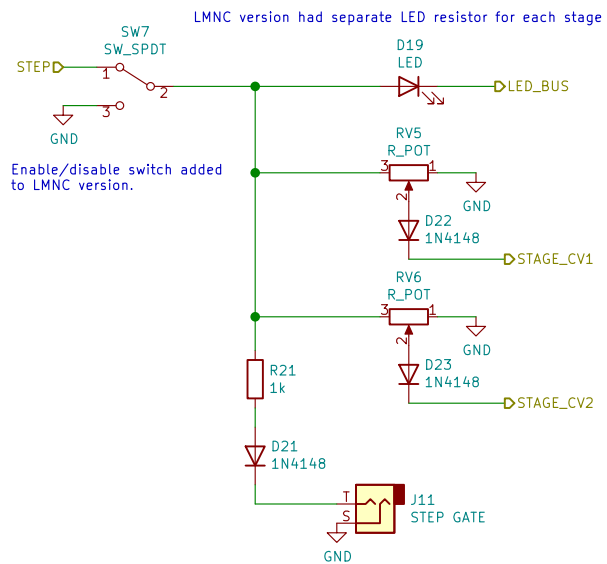 LMNC version had separate LED resistor for each stage
SW7
SW_SPDT
D19
LED
STEP
1
2
LED_BUS
3
GND
RV5
R_POT
Enable/disable switch added
to LMNC version.
3
1
2
GND
D22
1N4148
STAGE_CV1
RV6
R_POT
3
1
2
GND
D23
1N4148
R21
1k
STAGE_CV2
D21
1N4148
T
J11
S
STEP GATE
GND